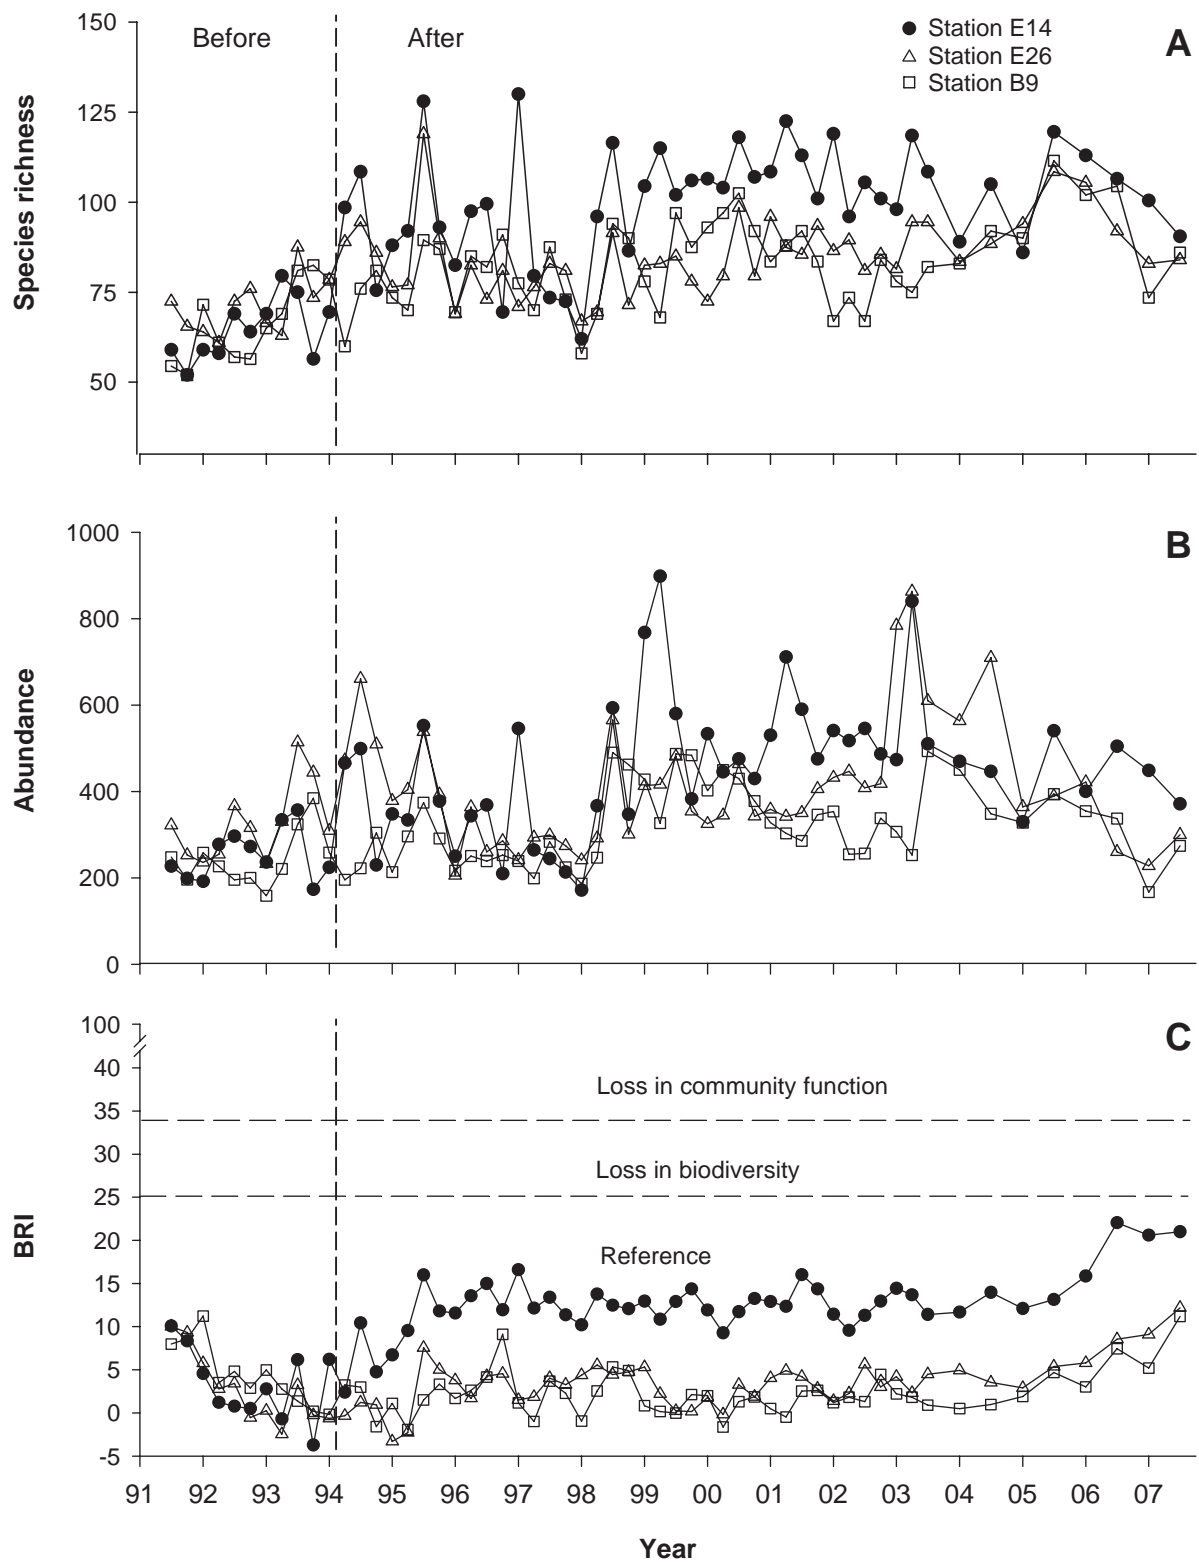 150
Before
After
Station E14
Station E26
Station B9
A
125
100
75
50
Species richness
1000
B
800
600
400
200
0
Abundance
100
C
40
Loss in community function
35
30
Loss in biodiversity
25
20
Reference
15
10
5
0
-5
BRI
91 92 93 94 95 96 97 98 99 00 01 02 03 04 05 06 07
Year